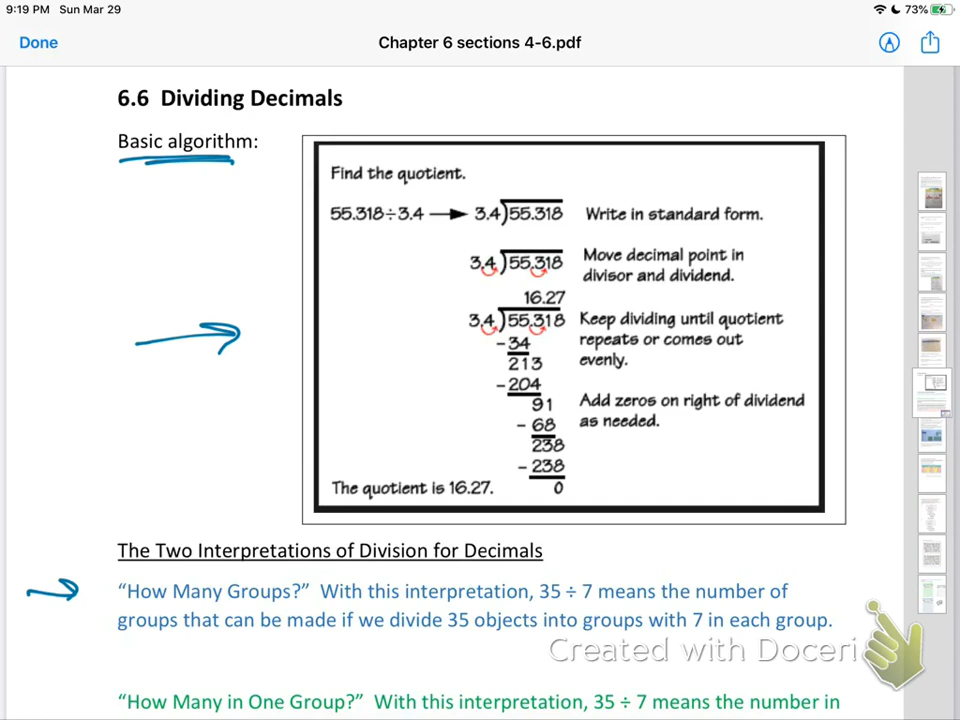 9:19 PM Sun Mar 29 73%
Done Chapter 6 sections 4-6.pdf
6.6 Dividing Decimals
Basic algorithm:
Find the quotient.
55.318÷3.4 → 3.4)55.318 Write in standard form.
3.4)55.318 Move decimal point in
divisor and dividend.
16.27
3.4)55.318 Keep dividing until quotient
-34 repeats or comes out
213 evenly.
-204
91 Add zeros on right of dividend
- 68 as needed.
238
-238
The quotient is 16.27. 0
The Two Interpretations of Division for Decimals
“How Many Groups?” With this interpretation, 35 ÷ 7 means the number of
groups that can be made if we divide 35 objects into groups with 7 in each group.
Created with Doceri
“How Many in One Group?” With this interpretation, 35 ÷ 7 means the number in